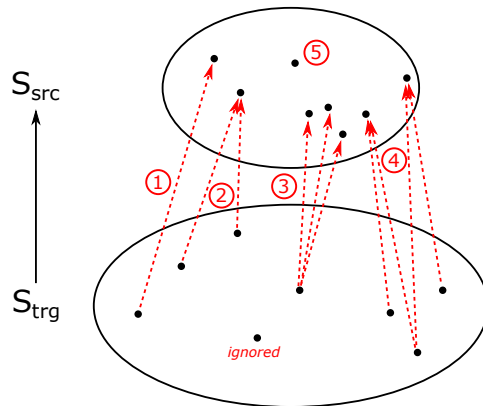 ⑤
S_src
① ② ③ ④
S_trg
ignored